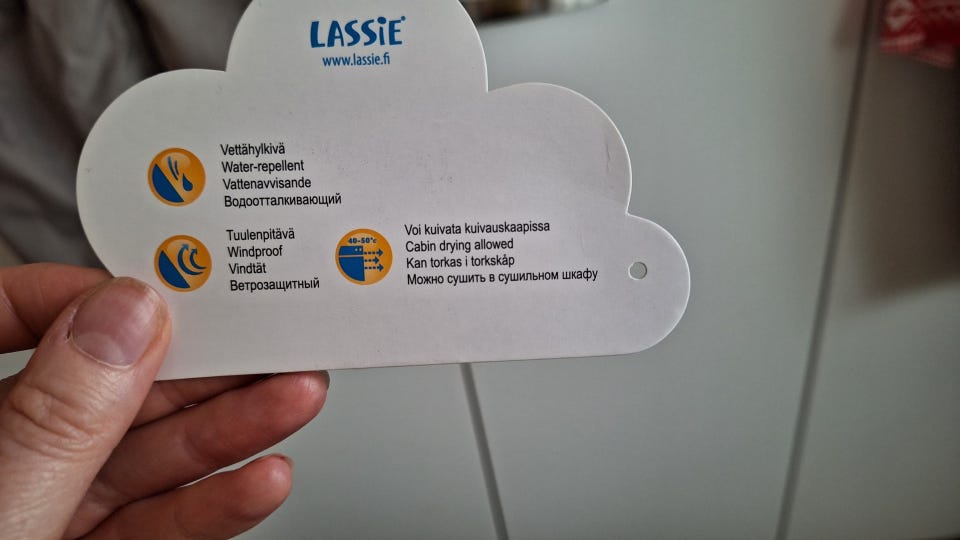 LASSiE®
www.lassie.fi
Vettähylkivä
Water-repellent
Vattenavvisande
Водоотталкивающий
Tuulenpitävä
Windproof
Vindtät
Ветрозащитный
40-50°C
Voi kuivata kuivauskaapissa
Cabin drying allowed
Kan torkas i torkskåp
Можно сушить в сушильном шкафу